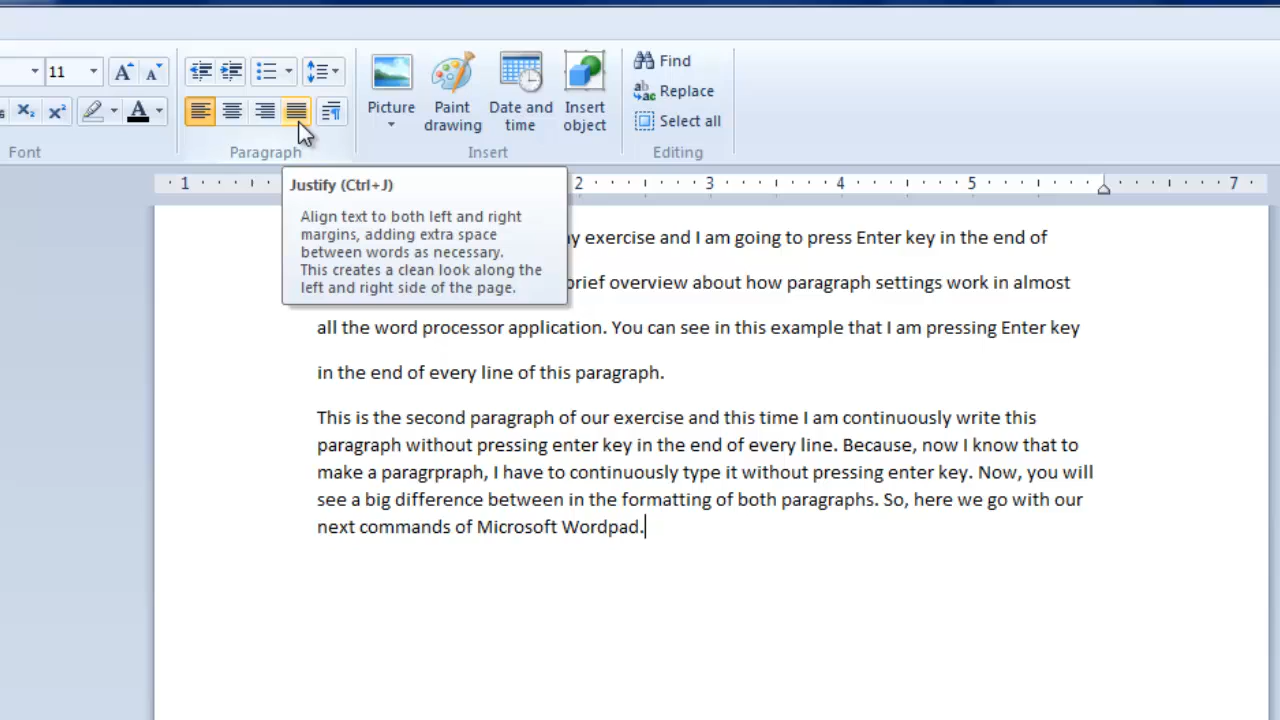 11 A A
X₂ X² A
Font
Paragraph
Picture
Paint drawing
Date and time
Insert object
Insert
Find
Replace
Select all
Editing
1 2 3 4 5 7
Justify (Ctrl+J)
Align text to both left and right
margins, adding extra space
between words as necessary.
This creates a clean look along the
left and right side of the page.
exercise and I am going to press Enter key in the end of
brief overview about how paragraph settings work in almost
all the word processor application. You can see in this example that I am pressing Enter key
in the end of every line of this paragraph.
This is the second paragraph of our exercise and this time I am continuously write this
paragraph without pressing enter key in the end of every line. Because, now I know that to
make a paragrpraph, I have to continuously type it without pressing enter key. Now, you will
see a big difference between in the formatting of both paragraphs. So, here we go with our
next commands of Microsoft Wordpad.